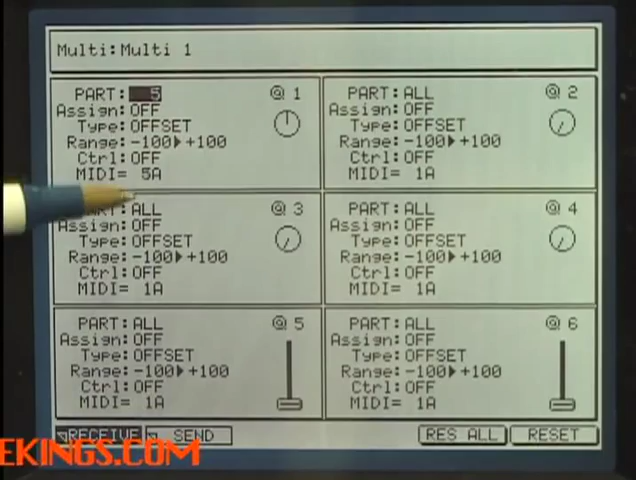 Multi:Multi 1
PART: 5
@ 1
Assign:OFF
Type:OFFSET
Range:-100▶+100
Ctrl:OFF
MIDI= 5A
PART:ALL
@ 2
Assign:OFF
Type:OFFSET
Range:-100▶+100
Ctrl:OFF
MIDI= 1A
PART:ALL
@ 3
Assign:OFF
Type:OFFSET
Range:-100▶+100
Ctrl:OFF
MIDI= 1A
PART:ALL
@ 4
Assign:OFF
Type:OFFSET
Range:-100▶+100
Ctrl:OFF
MIDI= 1A
PART:ALL
@ 5
Assign:OFF
Type:OFFSET
Range:-100▶+100
Ctrl:OFF
MIDI= 1A
PART:ALL
@ 6
Assign:OFF
Type:OFFSET
Range:-100▶+100
Ctrl:OFF
MIDI= 1A
RECEIVE SEND RES ALL RESET
EKINGS.COM